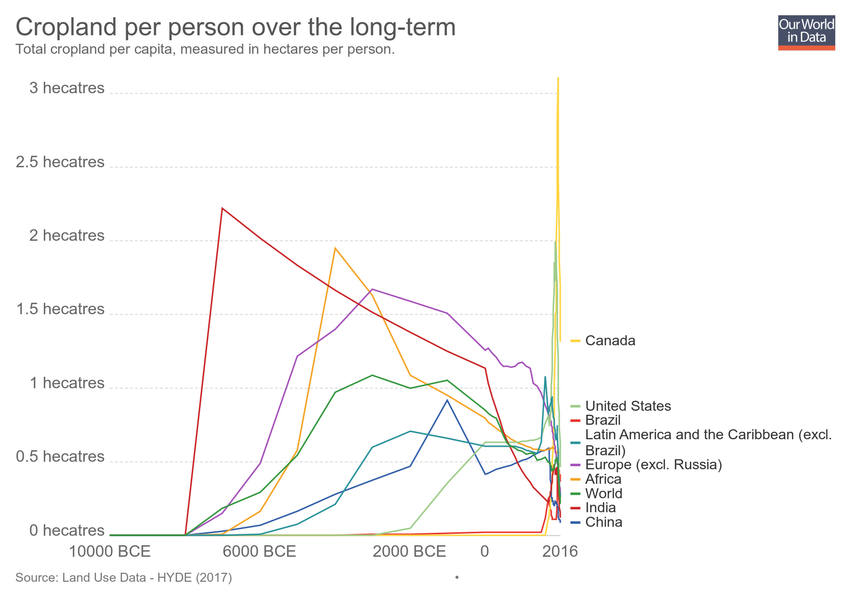 Cropland per person over the long-term
Total cropland per capita, measured in hectares per person.
Our World
in Data
3 hecatres
2.5 hecatres
2 hecatres
1.5 hecatres
1 hecatres
0.5 hecatres
0 hecatres
10000 BCE
6000 BCE
2000 BCE
0
2016
Canada
United States
Brazil
Latin America and the Caribbean (excl.
Brazil)
Europe (excl. Russia)
Africa
World
India
China
Source: Land Use Data - HYDE (2017)
•